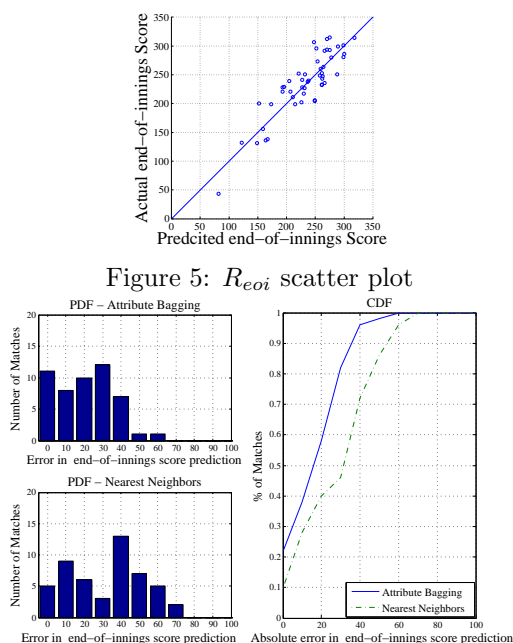 350
300
250
200
150
100
50
0
0 50 100 150 200 250 300 350
Actual end-of-innings Score
Predcited end-of-innings Score
Figure 5: R_eoi scatter plot
PDF - Attribute Bagging
20
15
10
5
0
0 10 20 30 40 50 60 70 80 90 100
Number of Matches
Error in end-of-innings score prediction
PDF - Nearest Neighbors
20
15
10
5
0
0 10 20 30 40 50 60 70 80 90 100
Number of Matches
Error in end-of-innings score prediction
CDF
1
0.9
0.8
0.7
0.6
0.5
0.4
0.3
0.2
0.1
0
0 20 40 60 80 100
% of Matches
Attribute Bagging
Nearest Neighbors
Absolute error in end-of-innings score prediction